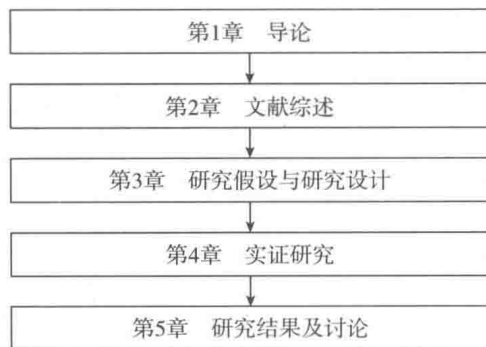 第1章　导论
第2章　文献综述
第3章　研究假设与研究设计
第4章　实证研究
第5章　研究结果及讨论